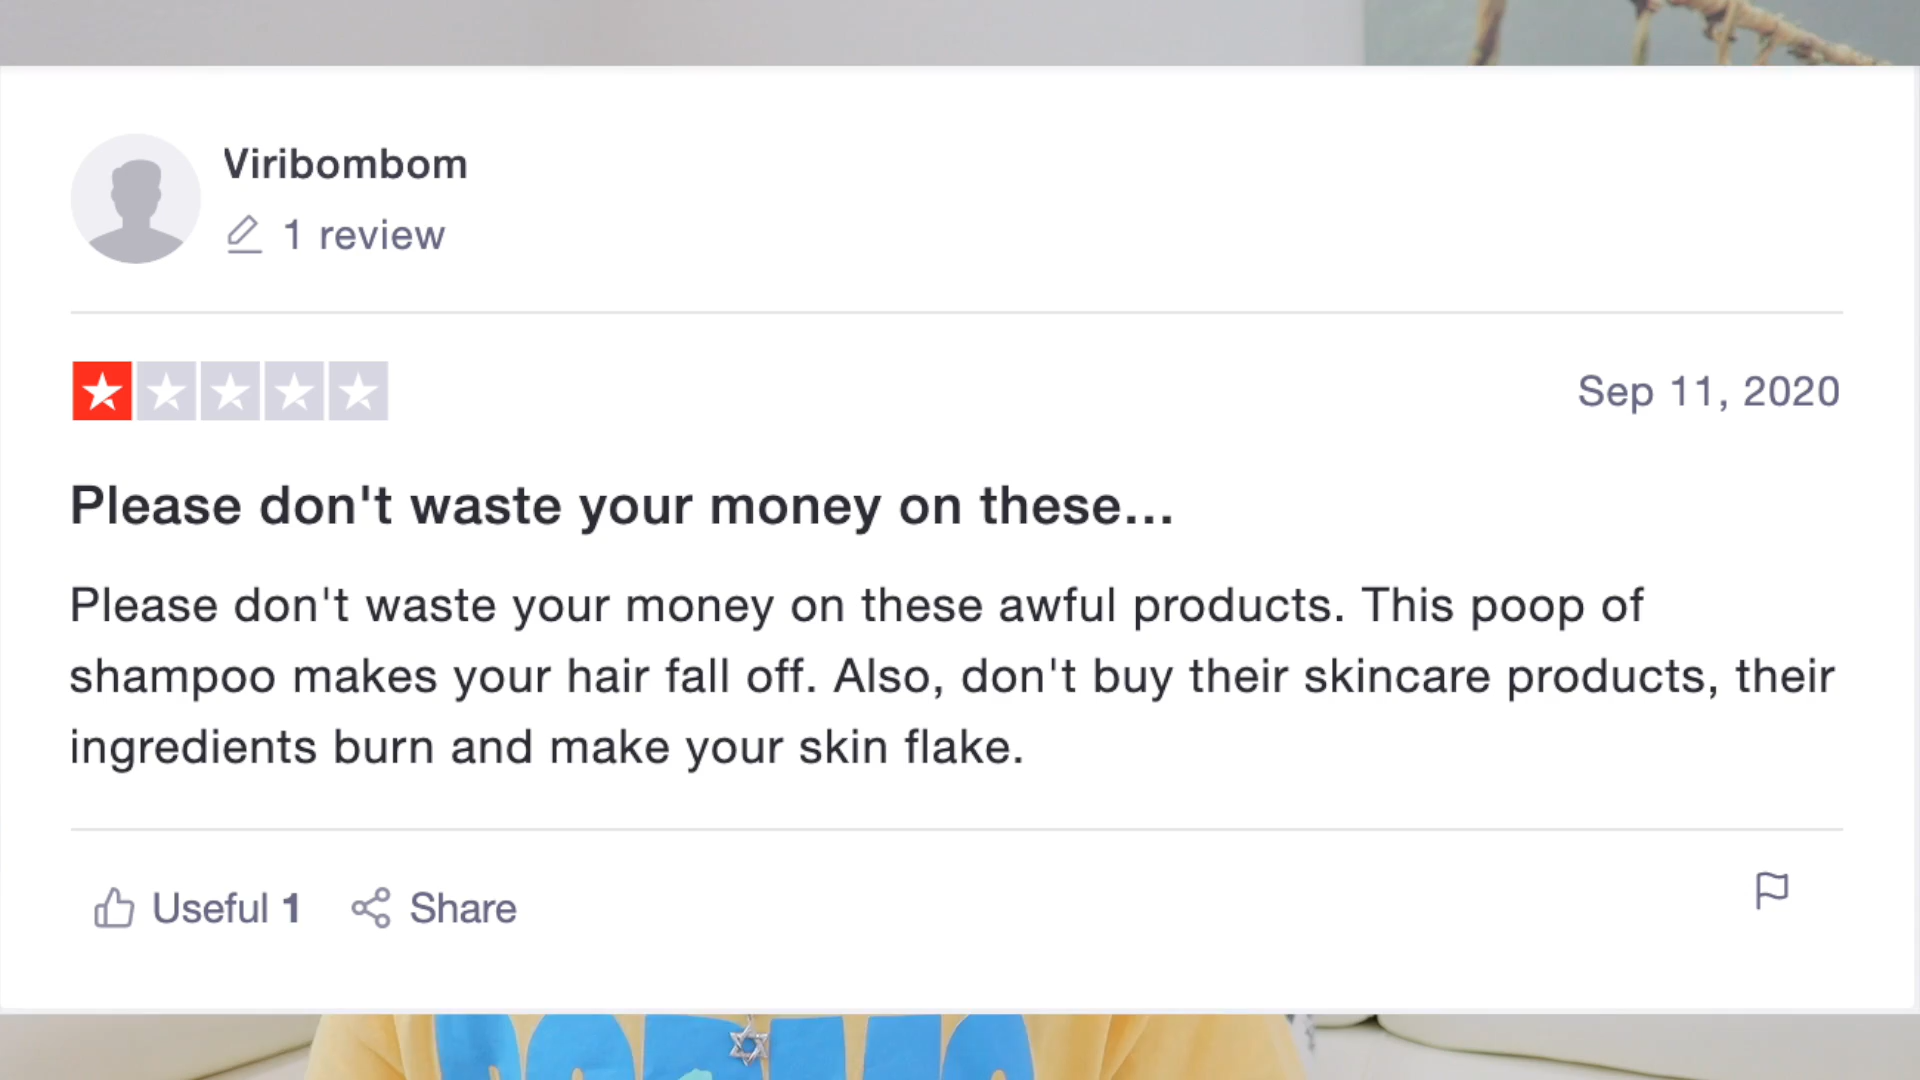 Viribombom
1 review
Sep 11, 2020
Please don't waste your money on these...
Please don't waste your money on these awful products. This poop of
shampoo makes your hair fall off. Also, don't buy their skincare products, their
ingredients burn and make your skin flake.
Useful 1
Share